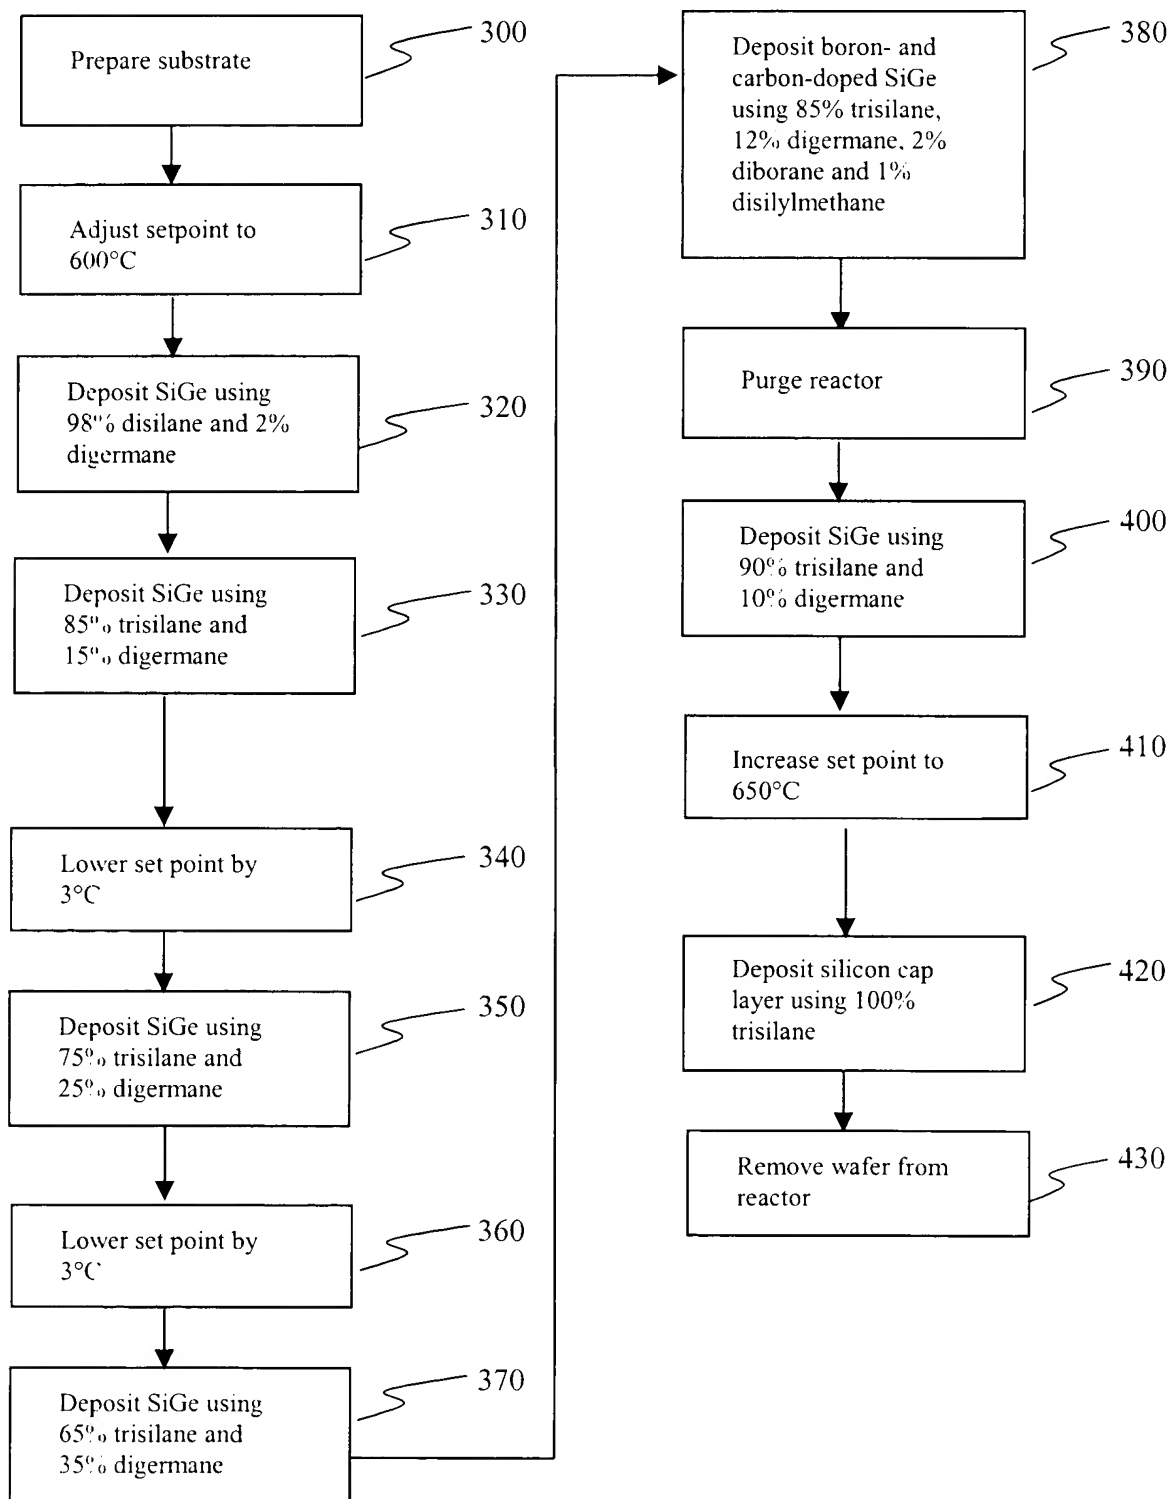 Prepare substrate
300
Adjust setpoint to
600°C
310
Deposit SiGe using
98% disilane and 2%
digermane
320
Deposit SiGe using
85% trisilane and
15% digermane
330
Lower set point by
3°C
340
Deposit SiGe using
75% trisilane and
25% digermane
350
Lower set point by
3°C
360
Deposit SiGe using
65% trisilane and
35% digermane
370
Deposit boron- and
carbon-doped SiGe
using 85% trisilane,
12% digermane, 2%
diborane and 1%
disilylmethane
380
Purge reactor
390
Deposit SiGe using
90% trisilane and
10% digermane
400
Increase set point to
650°C
410
Deposit silicon cap
layer using 100%
trisilane
420
Remove wafer from
reactor
430